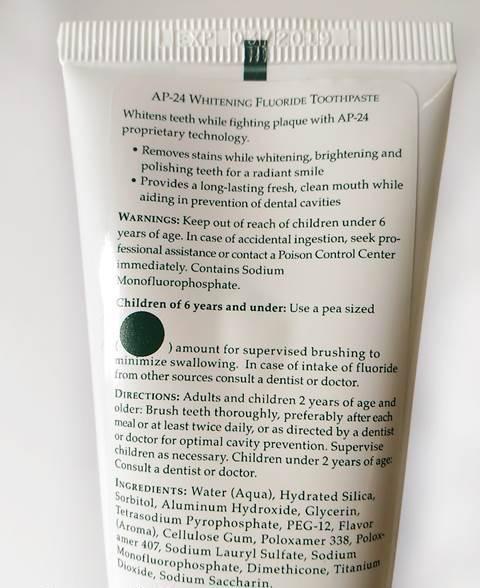 EXP 09/2019
AP-24 WHITENING FLUORIDE TOOTHPASTE
Whitens teeth while fighting plaque with AP-24
proprietary technology.
• Removes stains while whitening, brightening and
polishing teeth for a radiant smile
• Provides a long-lasting fresh, clean mouth while
aiding in prevention of dental cavities
WARNINGS: Keep out of reach of children under 6
years of age. In case of accidental ingestion, seek pro-
fessional assistance or contact a Poison Control Center
immediately. Contains Sodium
Monofluorophosphate.
Children of 6 years and under: Use a pea sized
( ) amount for supervised brushing to
minimize swallowing. In case of intake of fluoride
from other sources consult a dentist or doctor.
DIRECTIONS: Adults and children 2 years of age and
older: Brush teeth thoroughly, preferably after each
meal or at least twice daily, or as directed by a dentist
or doctor for optimal cavity prevention. Supervise
children as necessary. Children under 2 years of age:
Consult a dentist or doctor.
INGREDIENTS: Water (Aqua), Hydrated Silica,
Sorbitol, Aluminum Hydroxide, Glycerin,
Tetrasodium Pyrophosphate, PEG-12, Flavor
(Aroma), Cellulose Gum, Poloxamer 338, Polox-
amer 407, Sodium Lauryl Sulfate, Sodium
Monofluorophosphate, Dimethicone, Titanium
Dioxide, Sodium Saccharin.